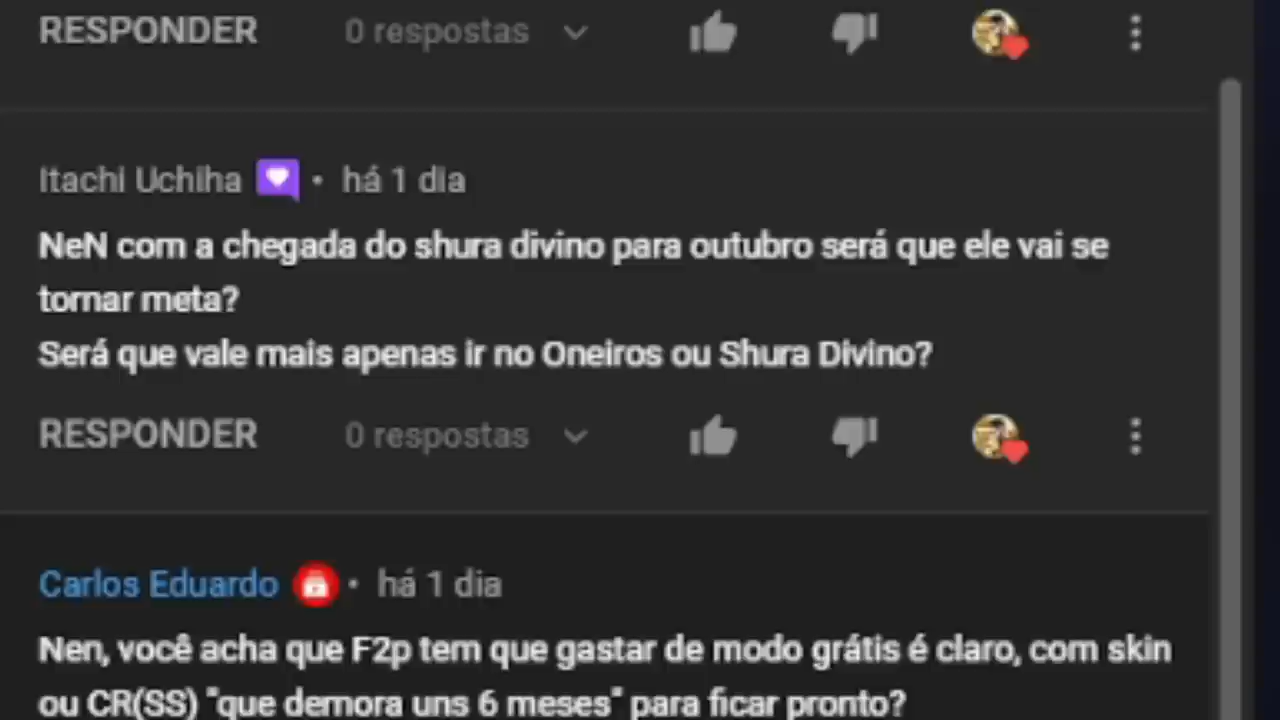 RESPONDER 0 respostas
Itachi Uchiha • há 1 dia
NeN com a chegada do shura divino para outubro será que ele vai se
tornar meta?
Será que vale mais apenas ir no Oneiros ou Shura Divino?
RESPONDER 0 respostas
Carlos Eduardo • há 1 dia
Nen, você acha que F2p tem que gastar de modo grátis é claro, com skin
ou CR(SS) "que demora uns 6 meses" para ficar pronto?